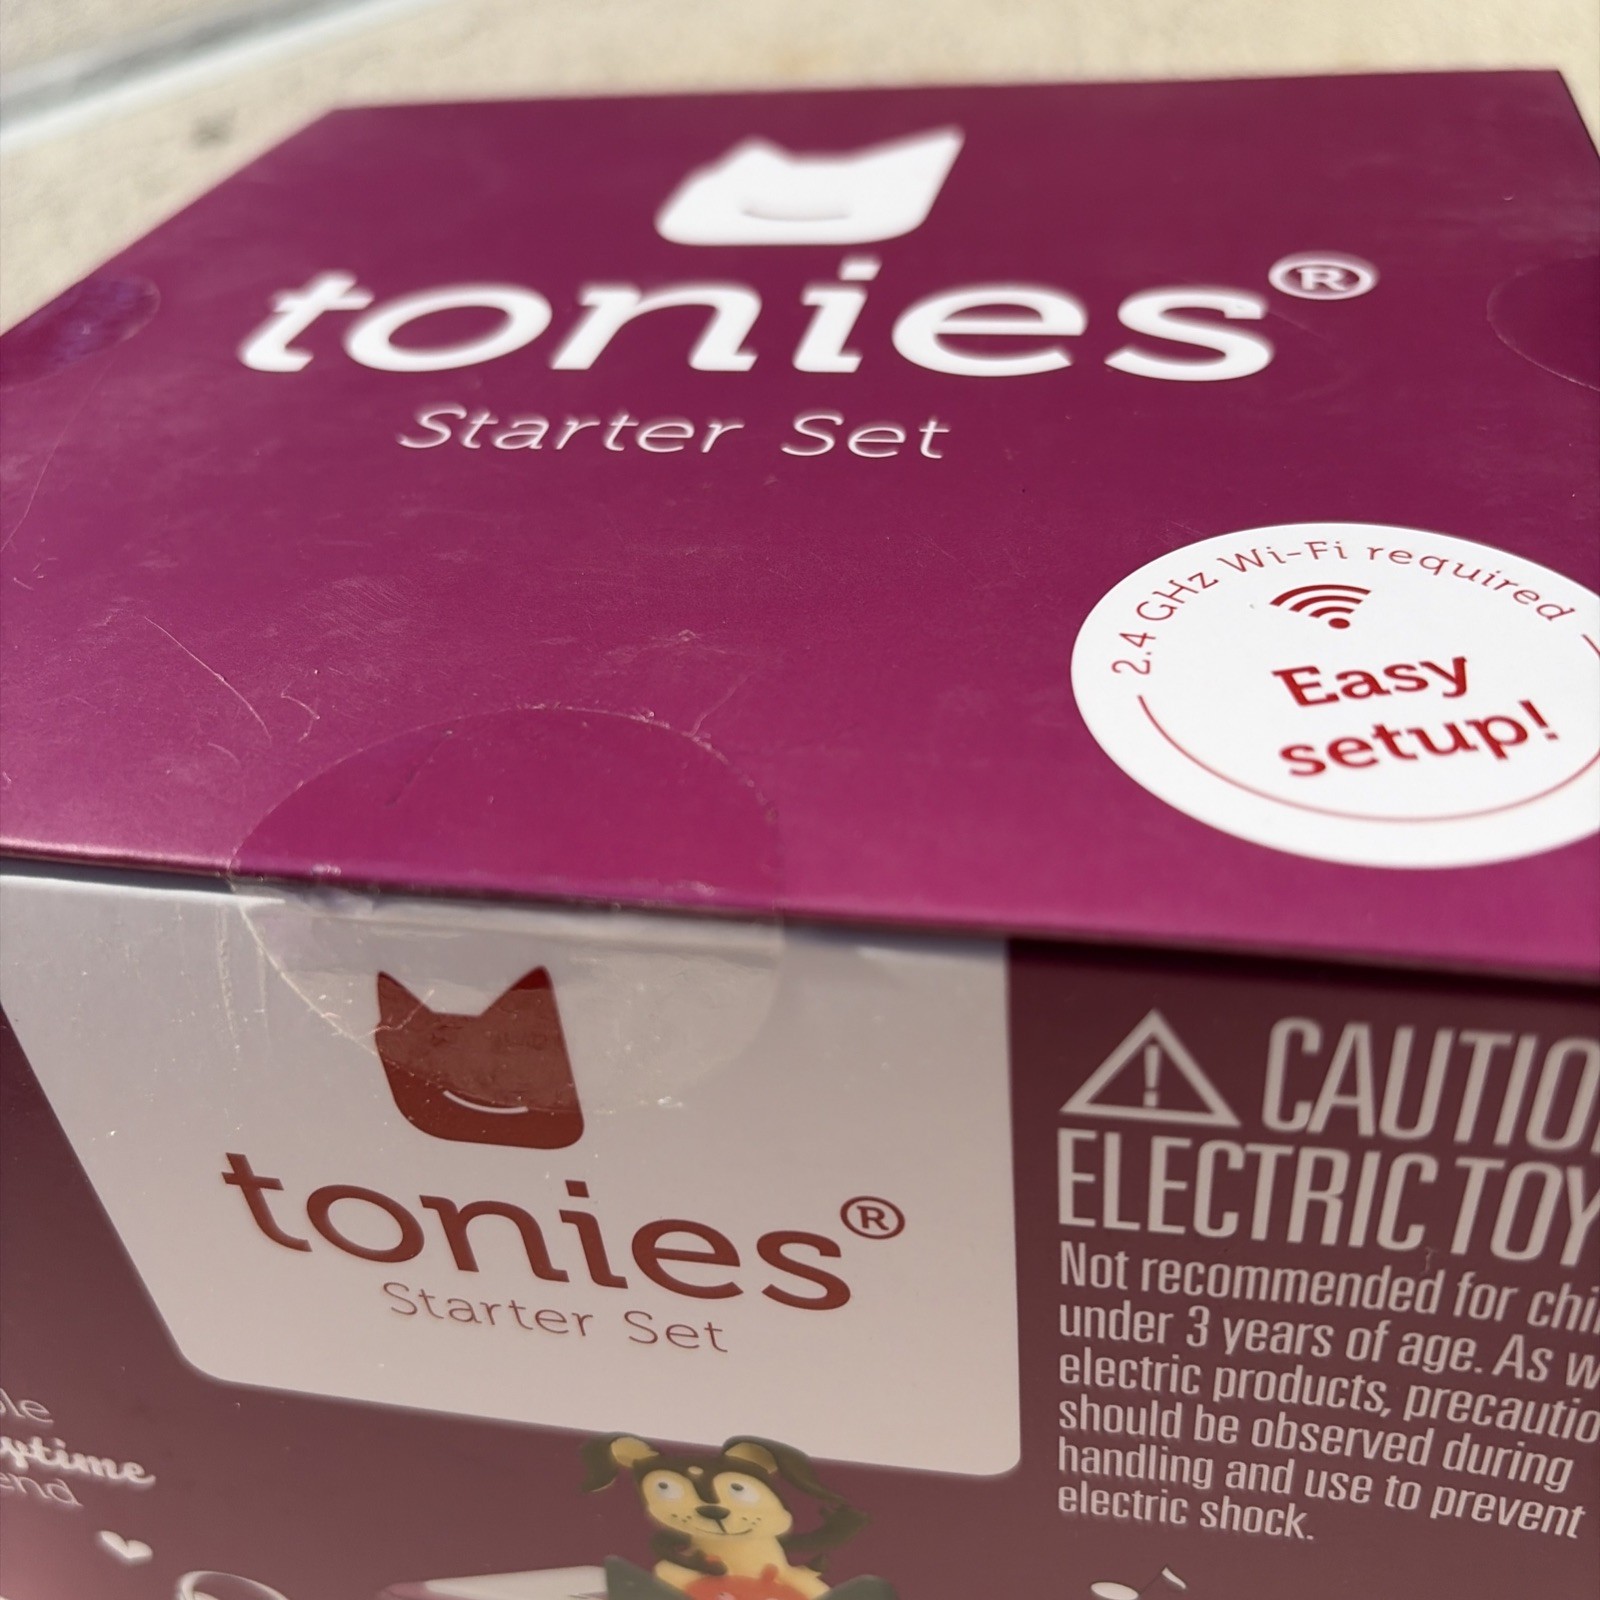 tonies®
Starter Set
2.4 GHz Wi-Fi required
Easy
setup!
tonies®
Starter Set
CAUTIO
ELECTRIC TOY
Not recommended for chi
under 3 years of age. As w
electric products, precautio
should be observed during
handling and use to prevent
electric shock.